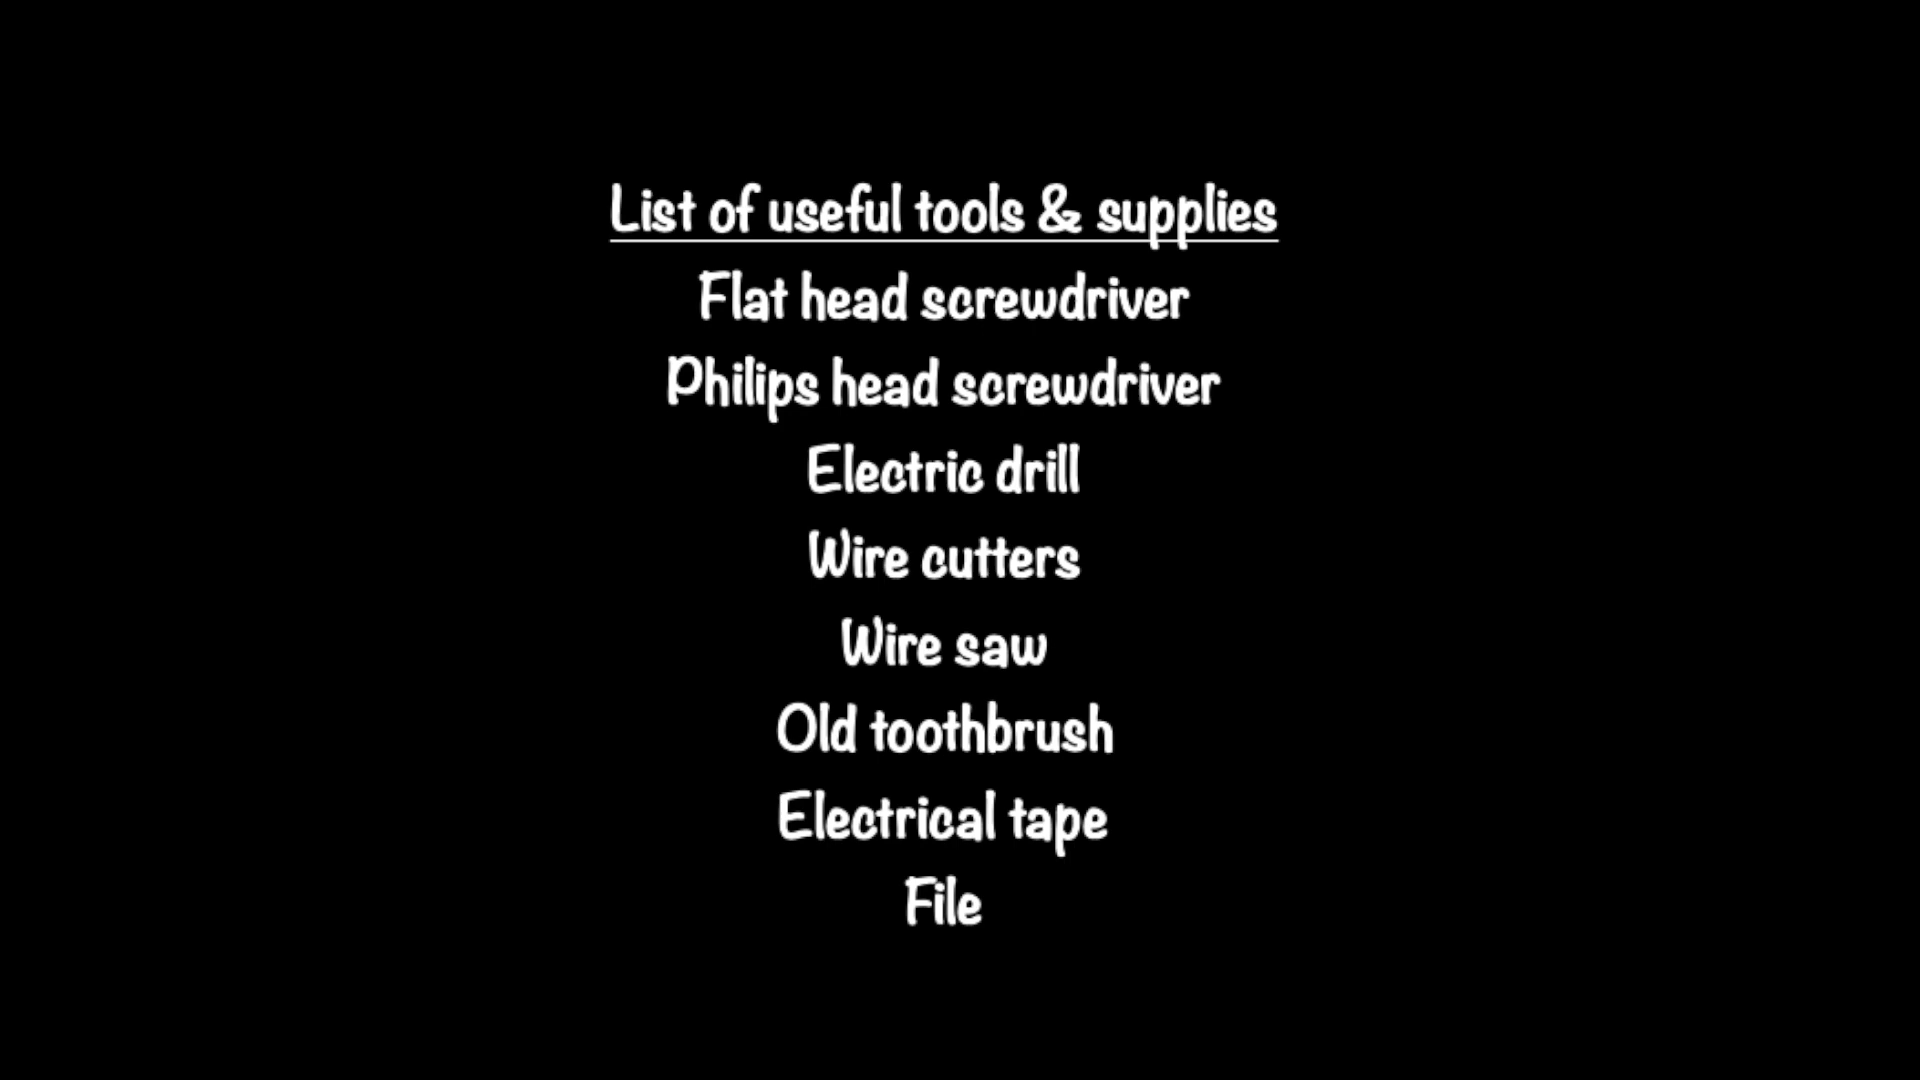 List of useful tools & supplies
Flat head screwdriver
Philips head screwdriver
Electric drill
Wire cutters
Wire saw
Old toothbrush
Electrical tape
File